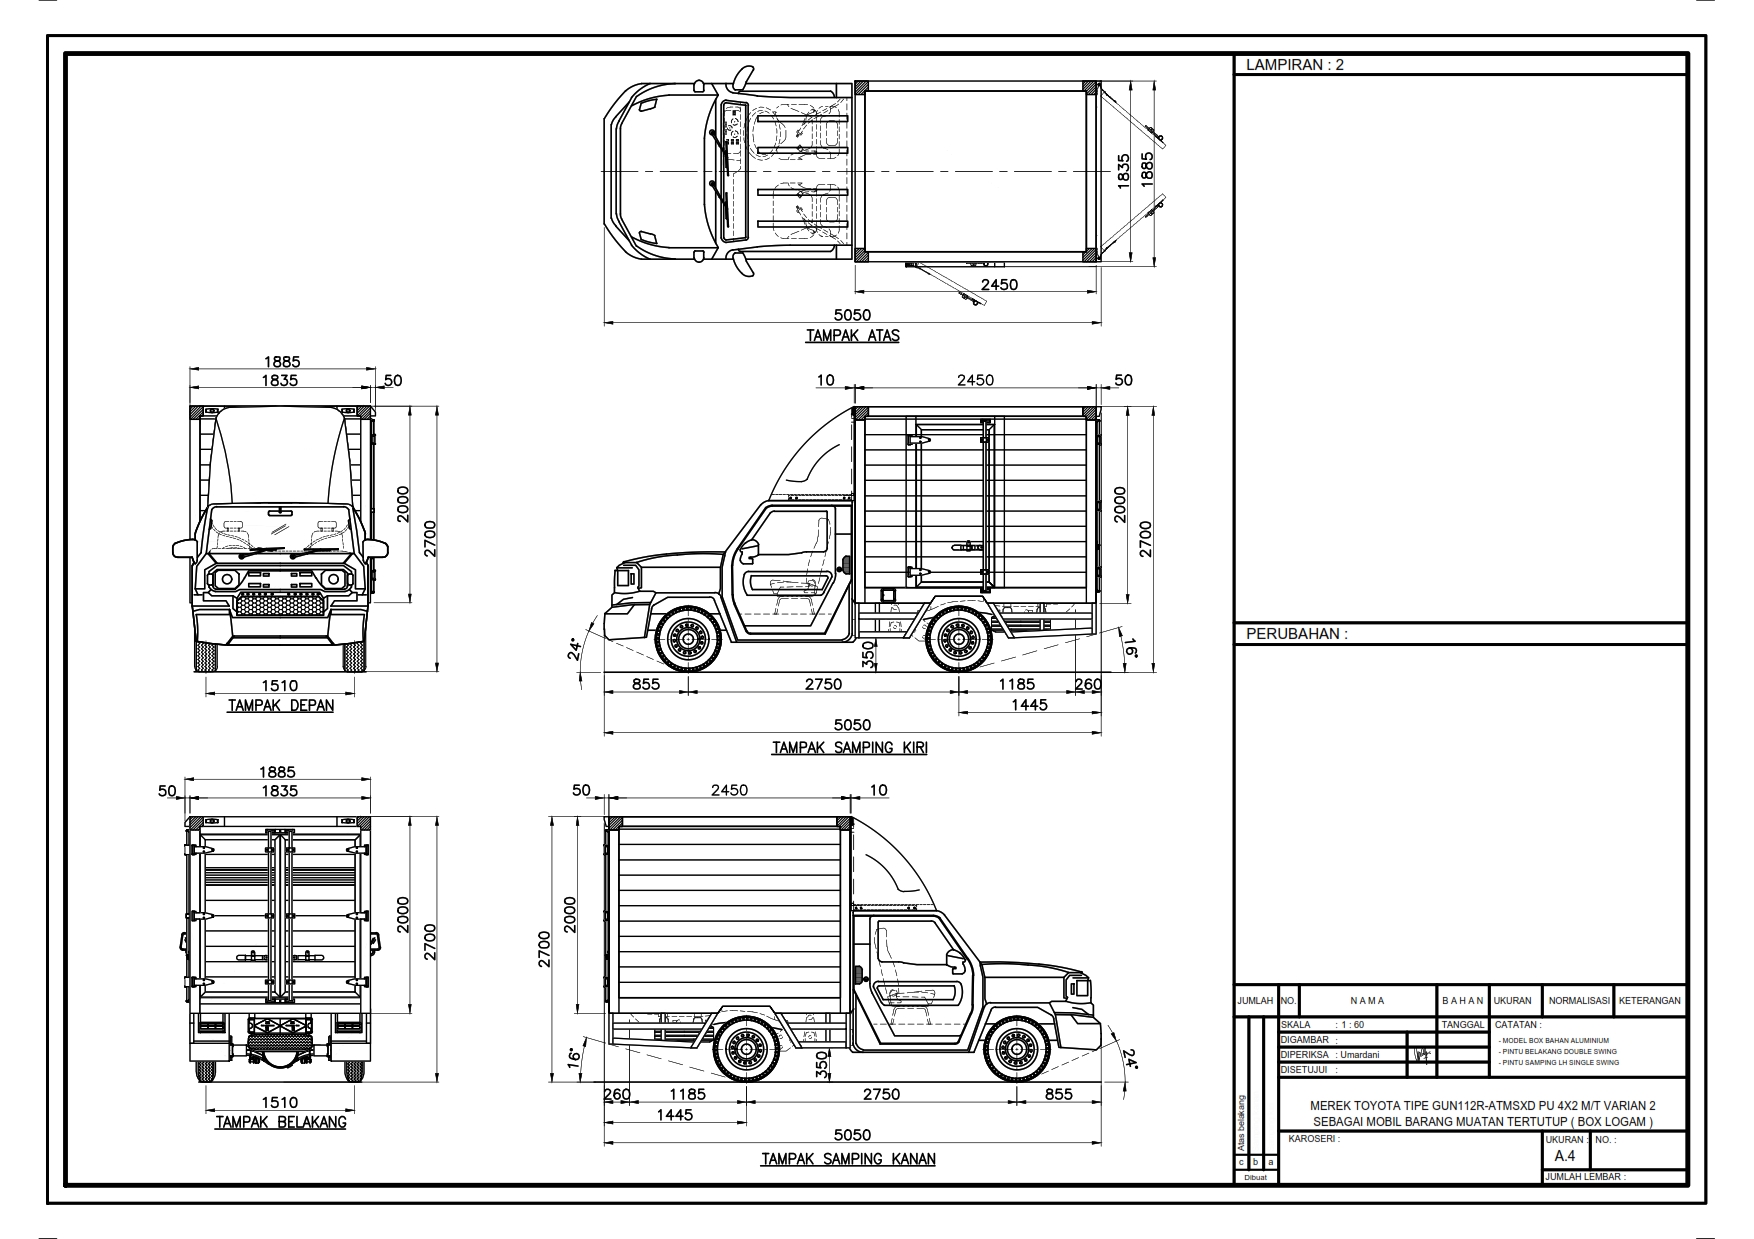 LAMPIRAN : 2
1835
1885
2450
5050
TAMPAK ATAS
1885
1835
50
2000
2700
1510
TAMPAK DEPAN
10
2450
50
2000
2700
24°
16°
350
855
2750
1185
260
1445
5050
TAMPAK SAMPING KIRI
PERUBAHAN :
1885
50
1835
2000
2700
1510
TAMPAK BELAKANG
50
2450
10
2700
2000
16°
24°
350
260
1185
2750
855
1445
5050
TAMPAK SAMPING KANAN
JUMLAH NO. N A M A B A H A N UKURAN NORMALISASI KETERANGAN
SKALA : 1 : 60 TANGGAL CATATAN :
DIGAMBAR :
- MODEL BOX BAHAN ALUMINIUM
DIPERIKSA : Umardani
- PINTU BELAKANG DOUBLE SWING
DISETUJUI :
- PINTU SAMPING LH SINGLE SWING
MEREK TOYOTA TIPE GUN112R-ATMSXD PU 4X2 M/T VARIAN 2
SEBAGAI MOBIL BARANG MUATAN TERTUTUP ( BOX LOGAM )
Atas belakang
KAROSERI :
UKURAN : NO. :
A.4
c b a
Dibuat
JUMLAH LEMBAR :